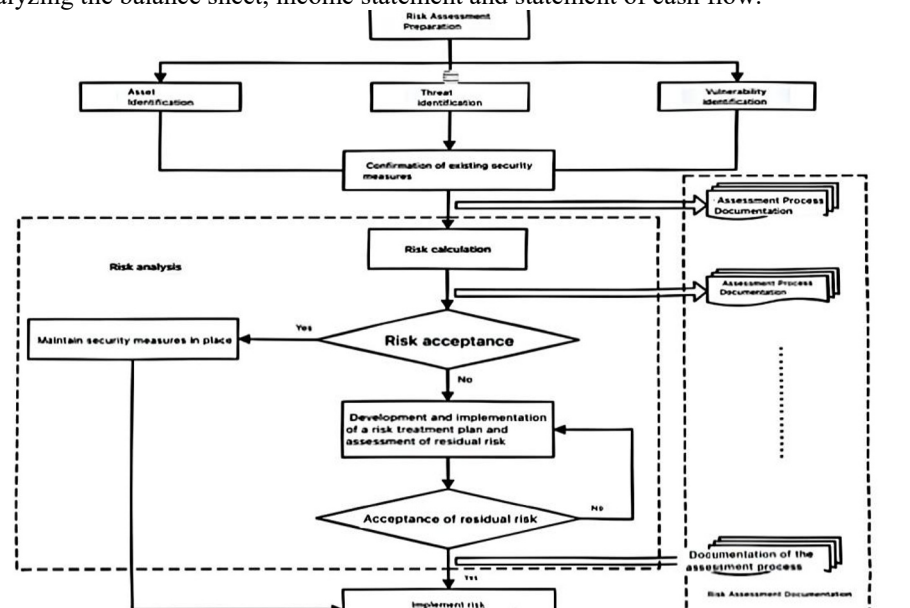 alyzing the balance sheet, income statement and statement of cash flow.
Risk Assessment
Preparation
Asset
Identification
Threat
identification
Vulnerability
identification
Confirmation of existing security
measures
Assessment Process
Documentation
Risk calculation
Risk analysis
Assessment Process
Documentation
Maintain security measures in place
Yes
Risk acceptance
No
Development and implementation
of a risk treatment plan and
assessment of residual risk
Acceptance of residual risk
No
Documentation of the
assessment process
Yes
Risk Assessment Documentation
Implement risk